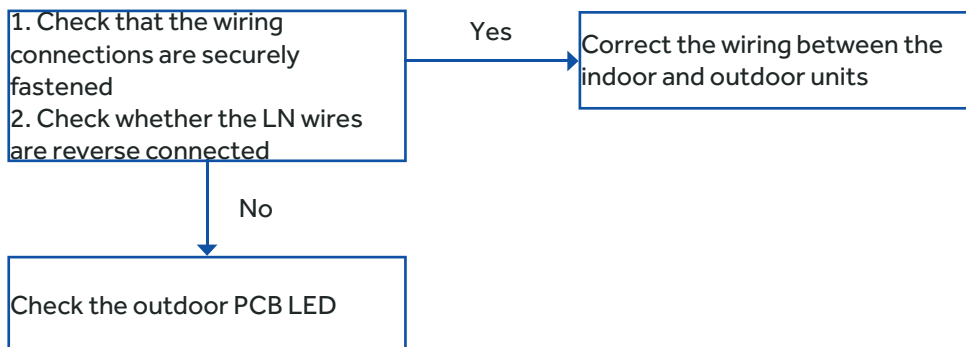 1. Check that the wiring
connections are securely
fastened
2. Check whether the LN wires
are reverse connected
Yes
Correct the wiring between the
indoor and outdoor units
No
Check the outdoor PCB LED